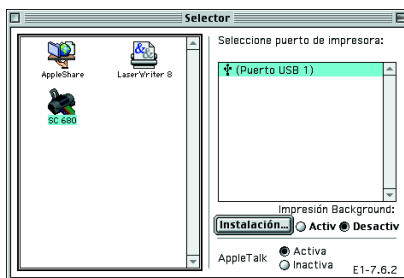 Selector
Seleccione puerto de impresora:
AppleShare
LaserWriter 8
SC 680
(Puerto USB 1)
Impresión Background:
Instalación...
Activ
Desactiv
AppleTalk
Activa
Inactiva
E1-7.6.2